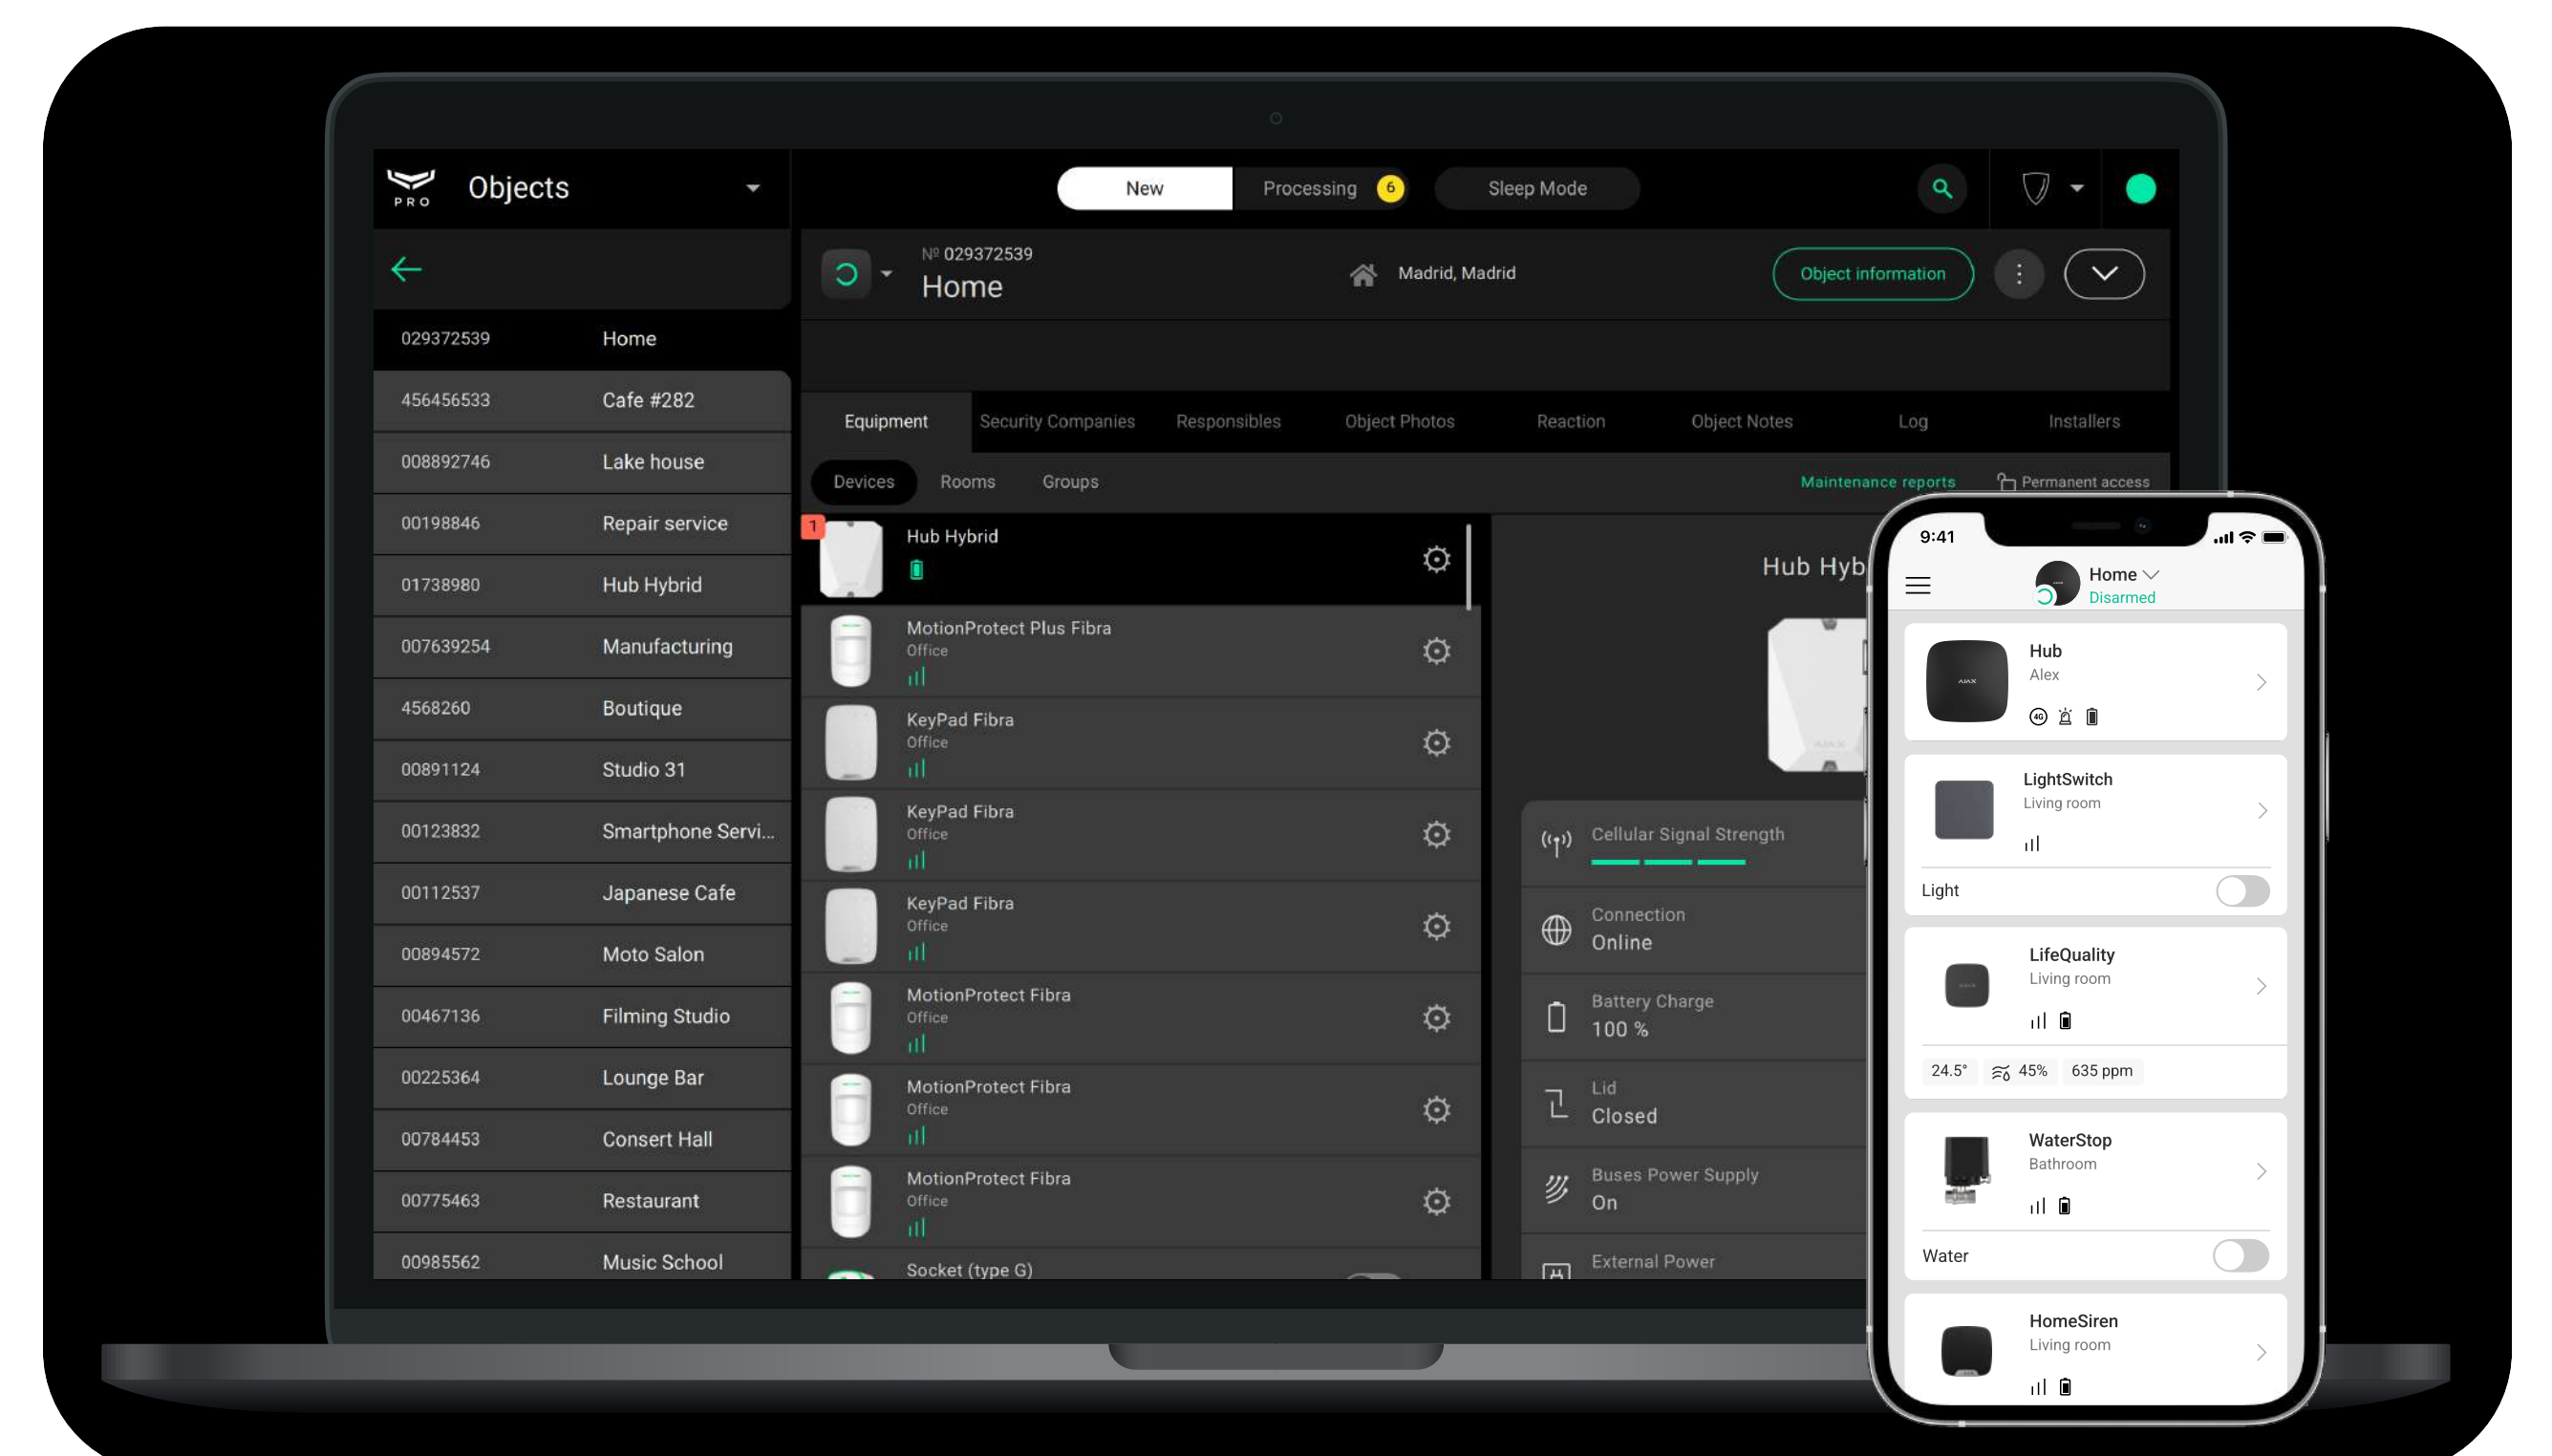 PRO
Objects
New
Processing 6
Sleep Mode
029372539 Home
456456533 Cafe #282
008892746 Lake house
00198846 Repair service
01738980 Hub Hybrid
007639254 Manufacturing
4568260 Boutique
00891124 Studio 31
00123832 Smartphone Servi...
00112537 Japanese Cafe
00894572 Moto Salon
00467136 Filming Studio
00225364 Lounge Bar
00784453 Consert Hall
00775463 Restaurant
00985562 Music School
Nº 029372539
Home
Madrid, Madrid
Object information
Equipment Security Companies Responsibles Object Photos Reaction Object Notes Log Installers
Devices Rooms Groups
Maintenance reports Permanent access
1
Hub Hybrid
MotionProtect Plus Fibra
Office
KeyPad Fibra
Office
KeyPad Fibra
Office
KeyPad Fibra
Office
MotionProtect Fibra
Office
MotionProtect Fibra
Office
MotionProtect Fibra
Office
Socket (type G)
Hub Hyb
AJAX
Cellular Signal Strength
Connection
Online
Battery Charge
100 %
Lid
Closed
Buses Power Supply
On
External Power
9:41
Home
Disarmed
AJAX
Hub
Alex
4G
LightSwitch
Living room
Light
LifeQuality
Living room
24.5° 45% 635 ppm
WaterStop
Bathroom
Water
HomeSiren
Living room